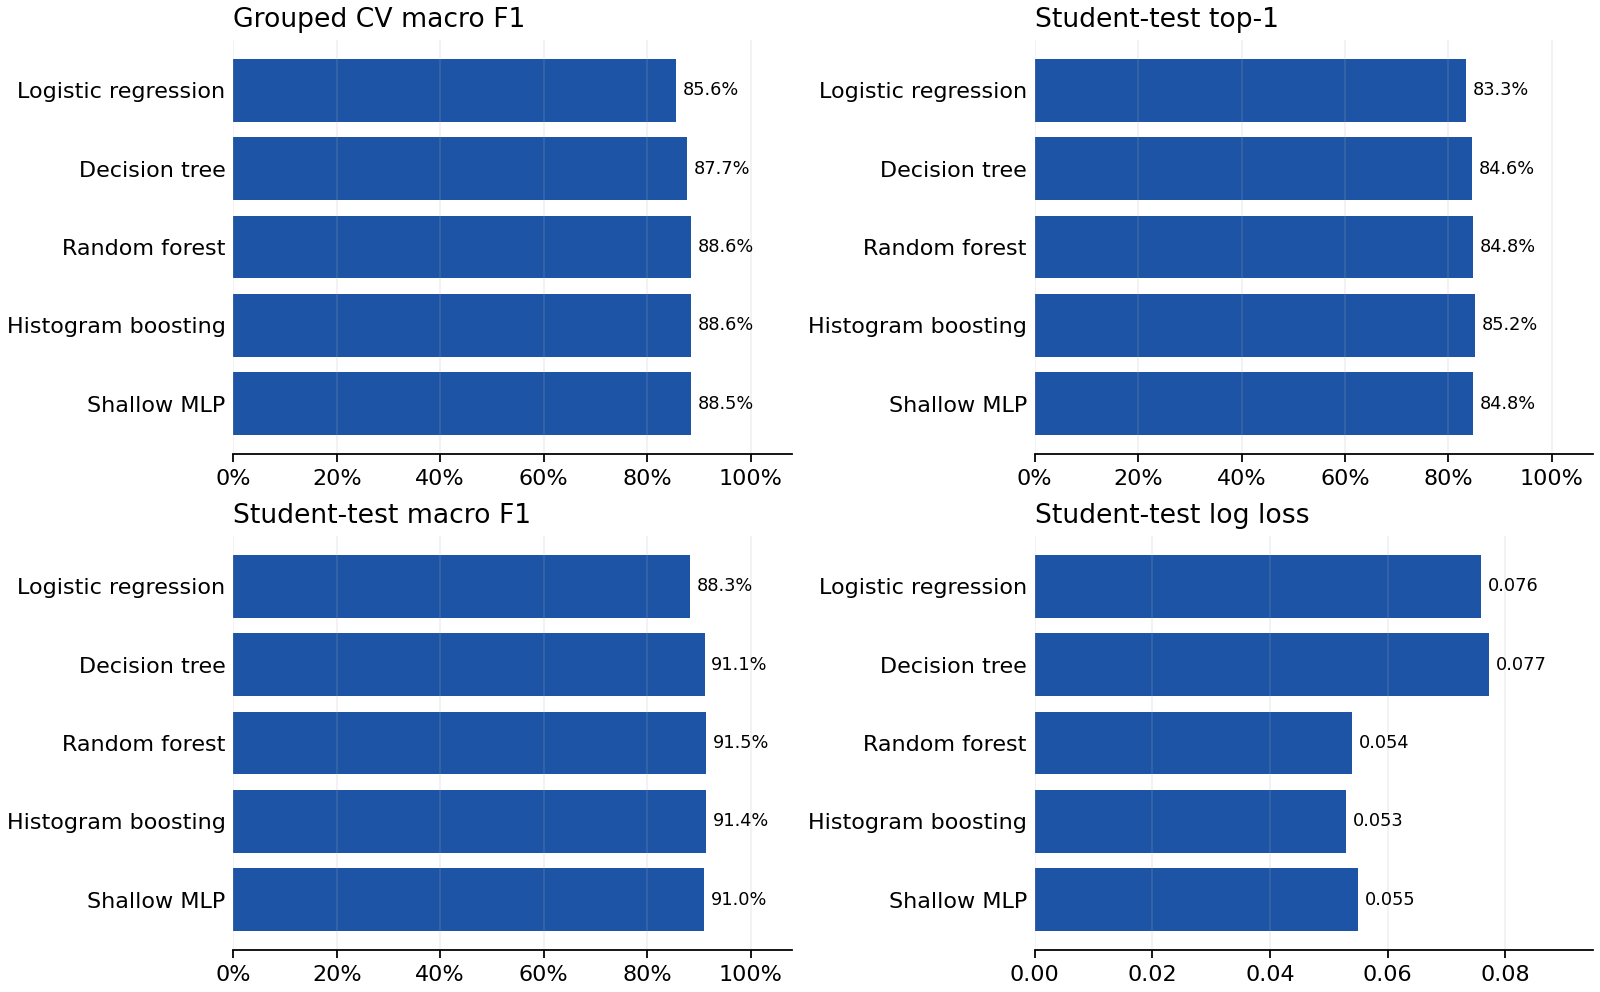 Grouped CV macro F1
Logistic regression 85.6%
Decision tree 87.7%
Random forest 88.6%
Histogram boosting 88.6%
Shallow MLP 88.5%
0% 20% 40% 60% 80% 100%
Student-test top-1
Logistic regression 83.3%
Decision tree 84.6%
Random forest 84.8%
Histogram boosting 85.2%
Shallow MLP 84.8%
0% 20% 40% 60% 80% 100%
Student-test macro F1
Logistic regression 88.3%
Decision tree 91.1%
Random forest 91.5%
Histogram boosting 91.4%
Shallow MLP 91.0%
0% 20% 40% 60% 80% 100%
Student-test log loss
Logistic regression 0.076
Decision tree 0.077
Random forest 0.054
Histogram boosting 0.053
Shallow MLP 0.055
0.00 0.02 0.04 0.06 0.08